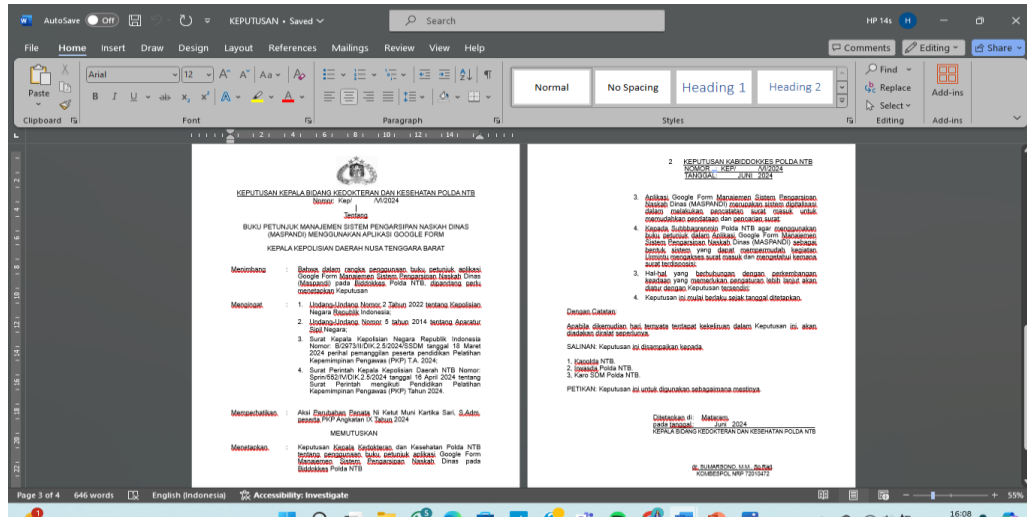 AutoSave Off KEPUTUSAN • Saved Search HP 14s H
File Home Insert Draw Design Layout References Mailings Review View Help Comments Editing Share
Paste Arial 12 Normal No Spacing Heading 1 Heading 2 Find Replace Select Add-ins
Clipboard Font Paragraph Styles Editing Add-ins
KEPUTUSAN KEPALA BIDANG KEDOKTERAN DAN KESEHATAN POLDA NTB
Nomor: Kep/ /VI/2024
Tentang
BUKU PETUNJUK MANAJEMEN SISTEM PENGARSIPAN NASKAH DINAS
(MASPANDI) MENGGUNAKAN APLIKASI GOOGLE FORM
KEPALA KEPOLISIAN DAERAH NUSA TENGGARA BARAT
Menimbang : Bahwa dalam rangka penggunaan buku petunjuk aplikasi
Google Form Manajemen Sistem Pengarsipan Naskah Dinas
(Maspandi) pada Biddokkes Polda NTB, dipandang perlu
menetapkan Keputusan
Mengingat : 1. Undang-Undang Nomor 2 Tahun 2022 tentang Kepolisian
Negara Republik Indonesia;
2. Undang-Undang Nomor 5 tahun 2014 tentang Aparatur
Sipil Negara;
3. Surat Kepala Kepolisian Negara Republik Indonesia
Nomor: B/2973/II/DIK.2.5/2024/SSDM tanggal 18 Maret
2024 perihal pemanggilan peserta pendidikan Pelatihan
Kepemimpinan Pengawas (PKP) T.A. 2024;
4. Surat Perintah Kepala Kepolisian Daerah NTB Nomor:
Sprin/552/IV/DIK.2.5/2024 tanggal 16 April 2024 tentang
Surat Perintah mengikuti Pendidikan Pelatihan
Kepemimpinan Pengawas (PKP) Tahun 2024.
Memperhatikan : Aksi Perubahan Penata Ni Ketut Muni Kartika Sari, S.Adm.
peserta PKP Angkatan IX Tahun 2024
MEMUTUSKAN
Menetapkan : Keputusan Kepala Kedokteran dan Kesehatan Polda NTB
tentang penggunaan buku petunjuk aplikasi Google Form
Manajemen Sistem Pengarsipan Naskah Dinas pada
Biddokkes Polda NTB
2 KEPUTUSAN KABIDDOKKES POLDA NTB
NOMOR : KEP/ /VI/2024
TANGGAL: JUNI 2024
3. Aplikasi Google Form Manajemen Sistem Pengarsipan
Naskah Dinas (MASPANDI) merupakan sistem digitalisasi
dalam melakukan pencatatan surat masuk untuk
memudahkan pendataan dan pencarian surat;
4. Kepada Subbbagrenmin Polda NTB agar menggunakan
buku petunjuk dalam Aplikasi Google Form Manajemen
Sistem Pengarsipan Naskah Dinas (MASPANDI) sebagai
bentuk sistem yang dapat mempermudah kegiatan
Urmintu mengakses surat masuk dan mengetahui kemana
surat terdisposisi;
3. Hal-hal yang berhubungan dengan perkembangan
keadaan yang memerlukan pengaturan lebih lanjut akan
diatur dengan Keputusan tersendiri;
4. Keputusan ini mulai berlaku sejak tanggal ditetapkan.
Dengan Catatan:
Apabila dikemudian hari ternyata terdapat kekeliruan dalam Keputusan ini, akan
diadakan diralat seperlunya.
SALINAN: Keputusan ini disampaikan kepada:
1. Kapolda NTB.
2. Irwasda Polda NTB.
3. Karo SDM Polda NTB.
PETIKAN: Keputusan ini untuk digunakan sebagaimana mestinya.
Ditetapkan di: Mataram
pada tanggal: Juni 2024
KEPALA BIDANG KEDOKTERAN DAN KESEHATAN POLDA NTB
dr. SUMARSONO, M.M., Sp.Rad
KOMBESPOL NRP 72010472
Page 3 of 4 646 words English (Indonesia) Accessibility: Investigate 55%
16:08